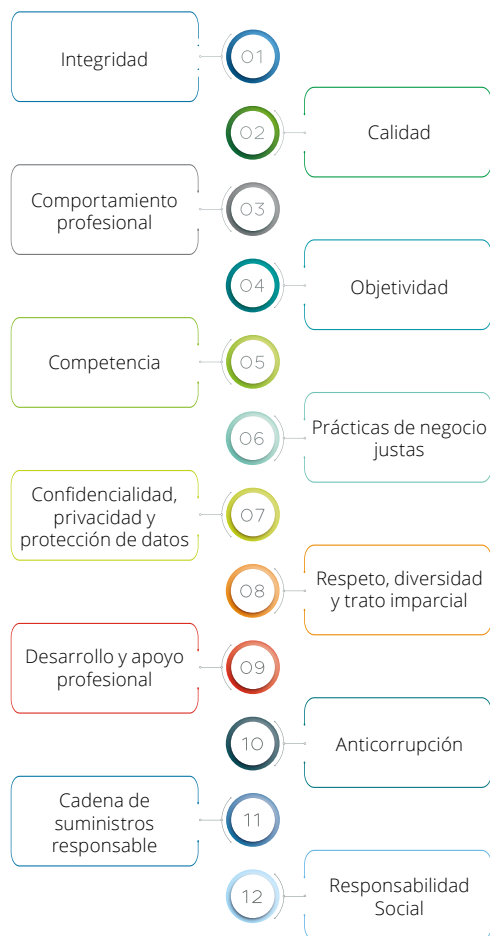 Integridad
01
02
Calidad
Comportamiento
profesional
03
04
Objetividad
Competencia
05
06
Prácticas de negocio
justas
Confidencialidad,
privacidad y
protección de datos
07
08
Respeto, diversidad
y trato imparcial
Desarrollo y apoyo
profesional
09
10
Anticorrupción
Cadena de
suministros
responsable
11
12
Responsabilidad
Social